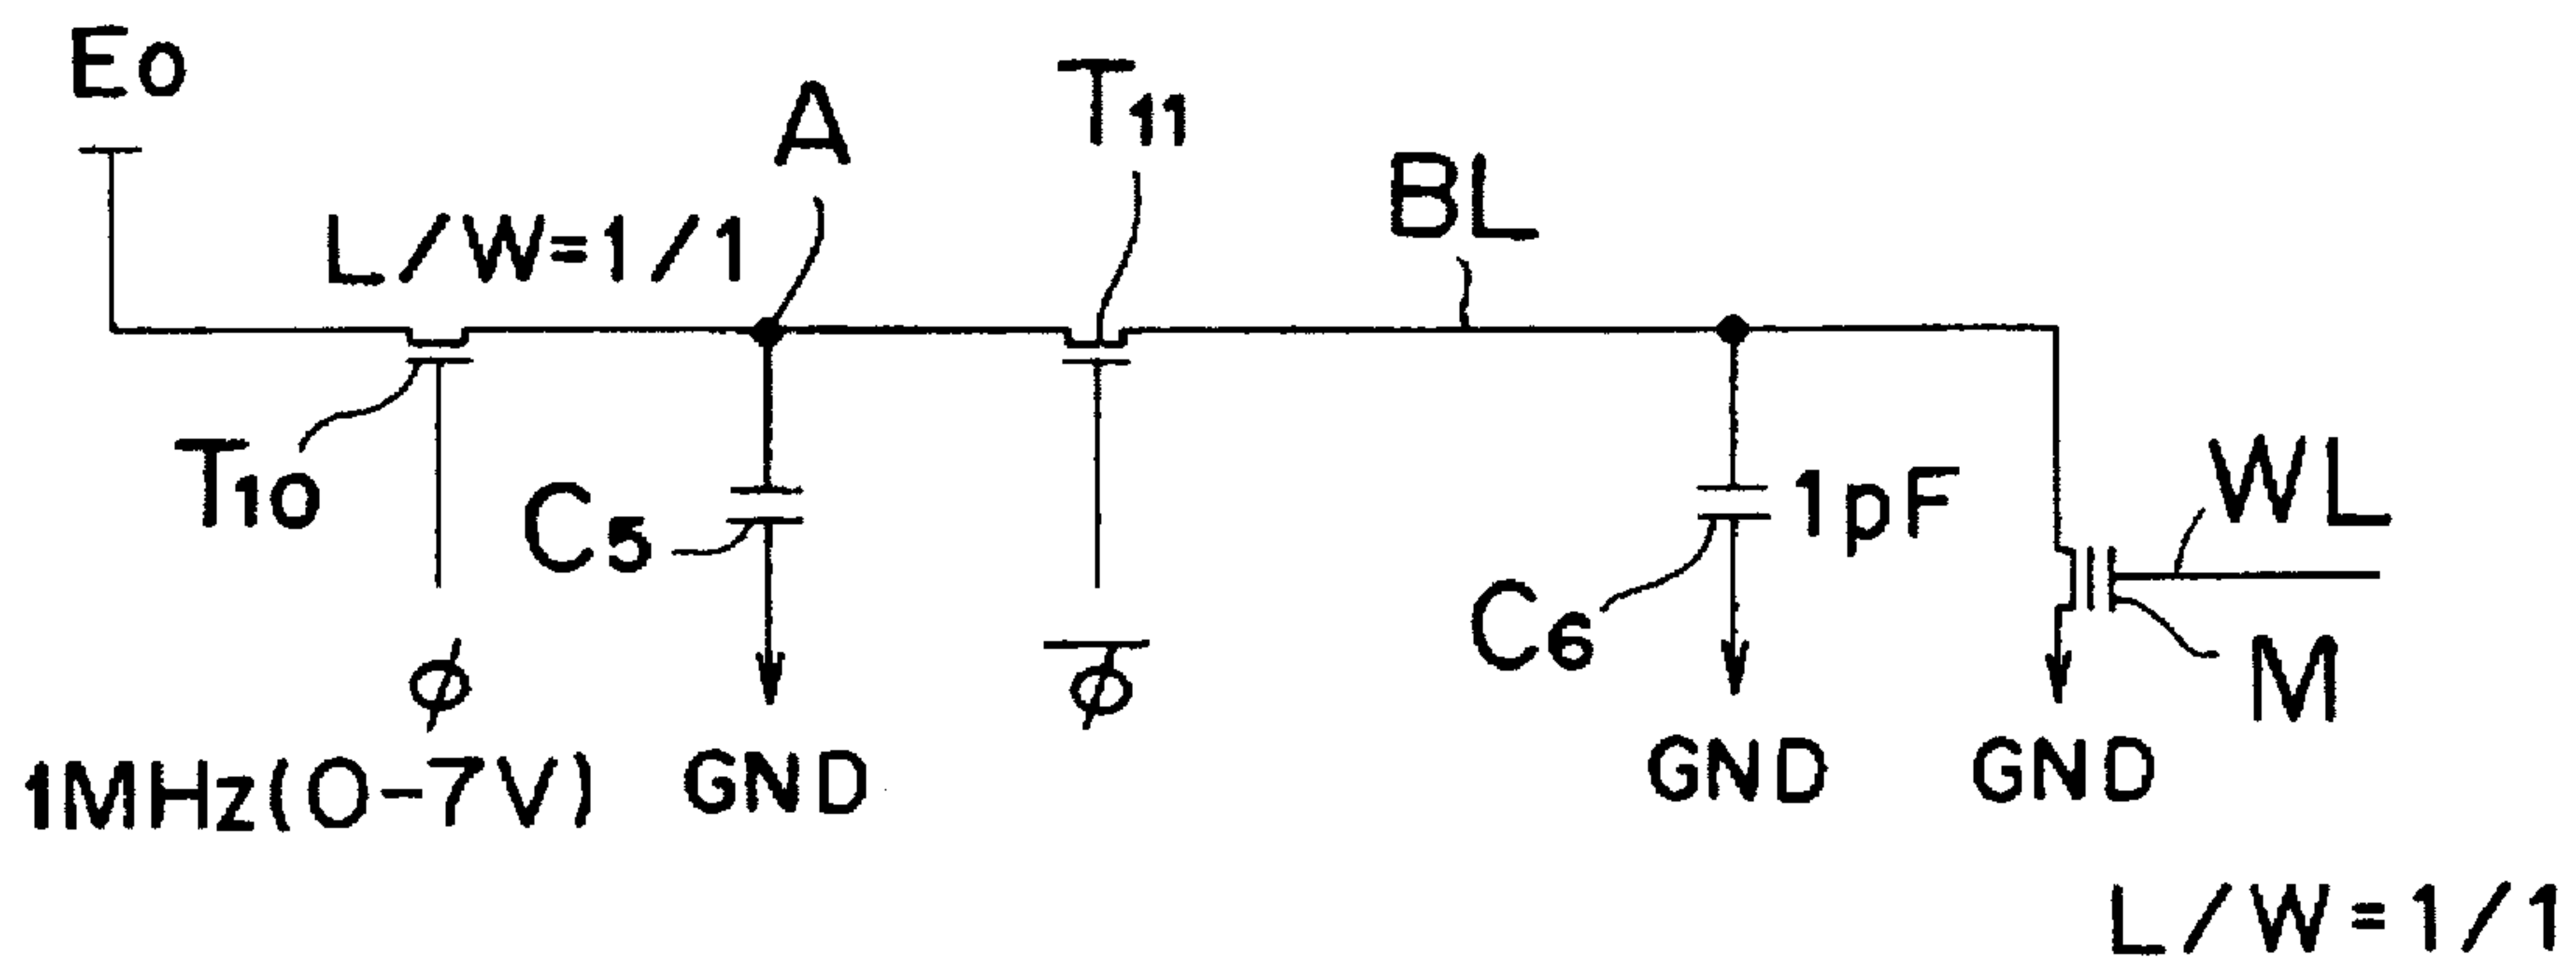 Eo
A
T11
BL
L/W=1/1
T10
C5
1pF
WL
C6
M
φ
φ̅
1MHz(0-7V)
GND
GND
GND
L/W=1/1